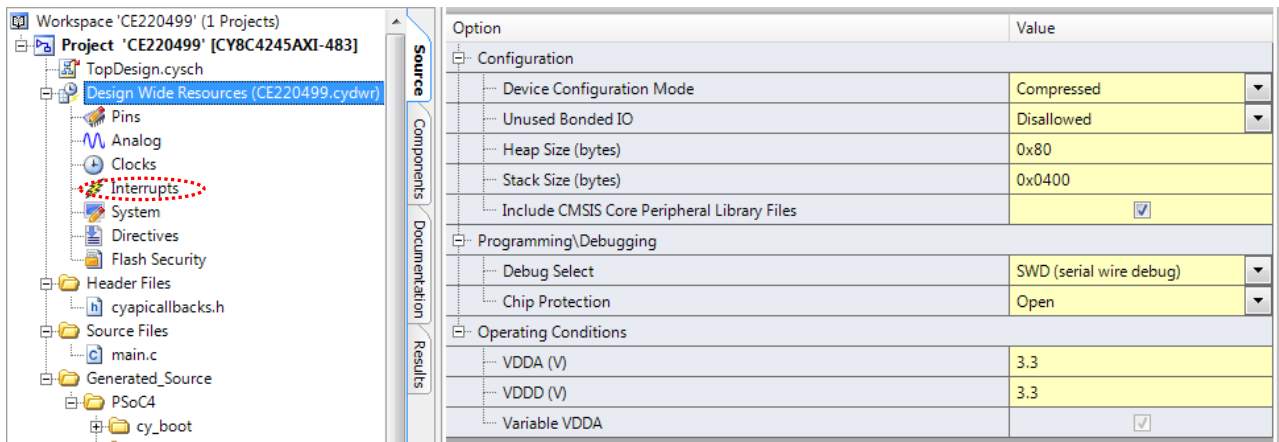 Workspace 'CE220499' (1 Projects)
Project 'CE220499' [CY8C4245AXI-483]
TopDesign.cysch
Design Wide Resources (CE220499.cydwr)
Pins
Analog
Clocks
Interrupts
System
Directives
Flash Security
Header Files
cyapicallbacks.h
Source Files
main.c
Generated_Source
PSoC4
cy_boot
Source
Components
Documentation
Results
Option Value
Configuration
Device Configuration Mode Compressed
Unused Bonded IO Disallowed
Heap Size (bytes) 0x80
Stack Size (bytes) 0x0400
Include CMSIS Core Peripheral Library Files
Programming\Debugging
Debug Select SWD (serial wire debug)
Chip Protection Open
Operating Conditions
VDDA (V) 3.3
VDDD (V) 3.3
Variable VDDA